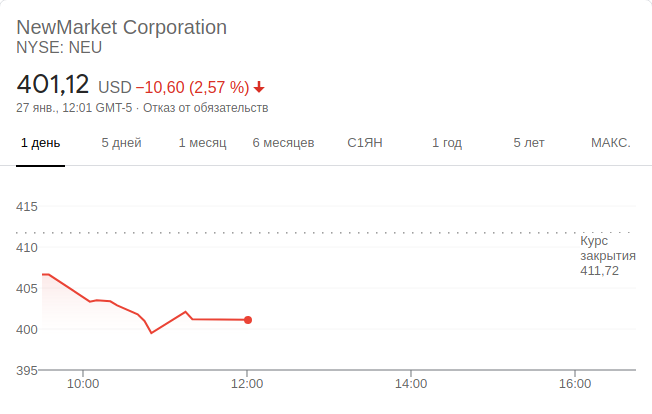 NewMarket Corporation
NYSE: NEU
401,12 USD −10,60 (2,57 %)
27 янв., 12:01 GMT-5 · Отказ от обязательств
1 день 5 дней 1 месяц 6 месяцев С1ЯН 1 год 5 лет МАКС.
415
410
405
400
395
Курс
закрытия
411,72
10:00 12:00 14:00 16:00